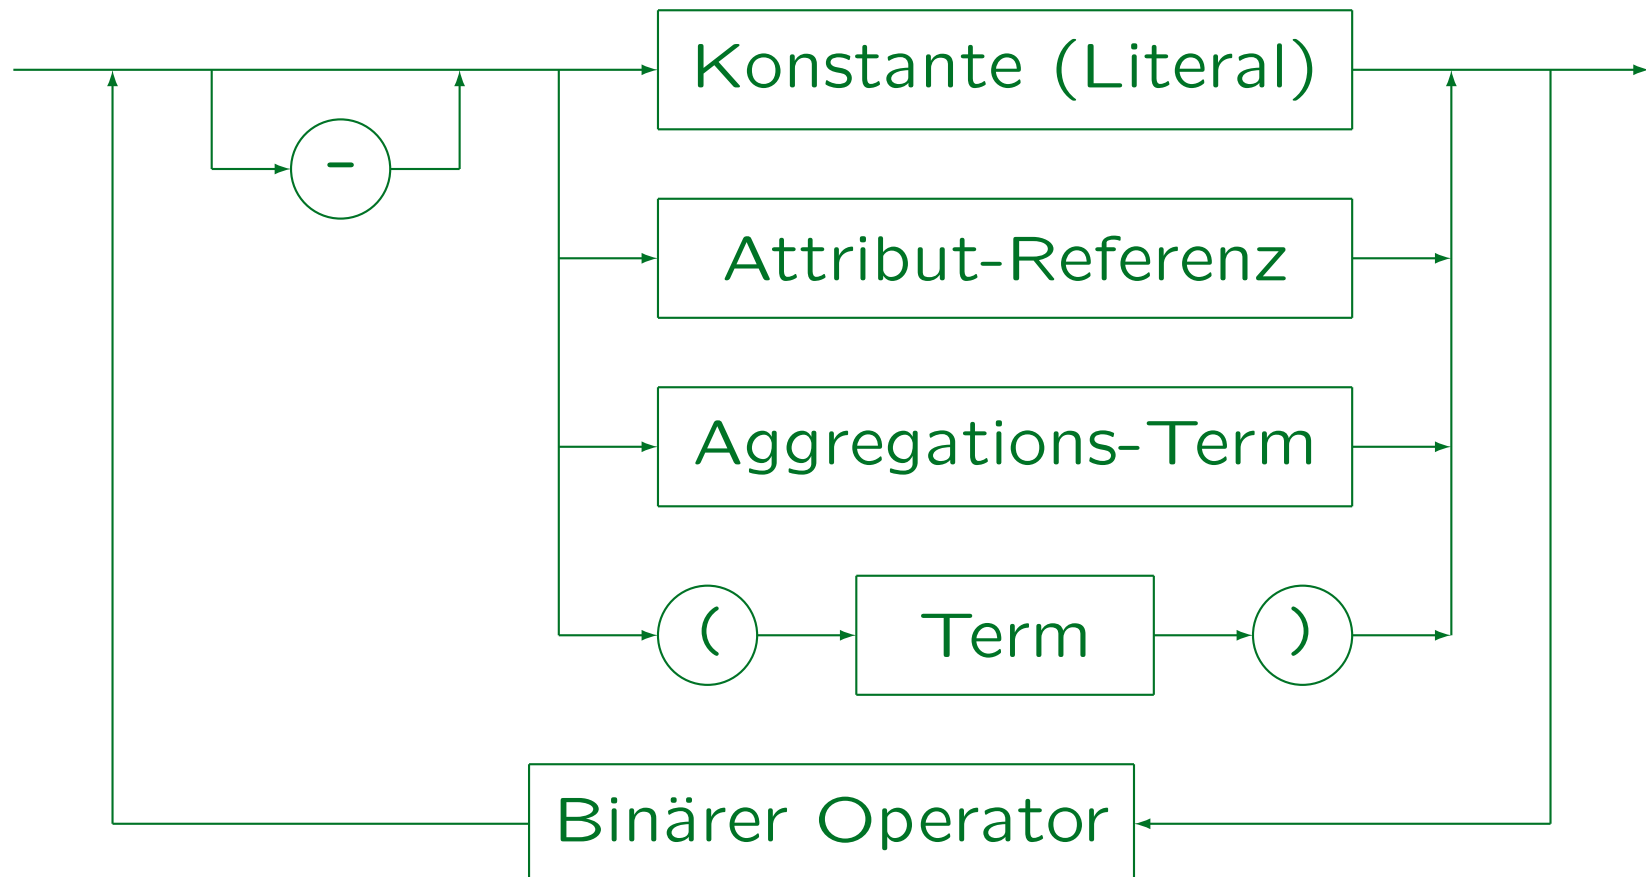 Konstante (Literal)
-
Attribut-Referenz
Aggregations-Term
( Term )
Binärer Operator